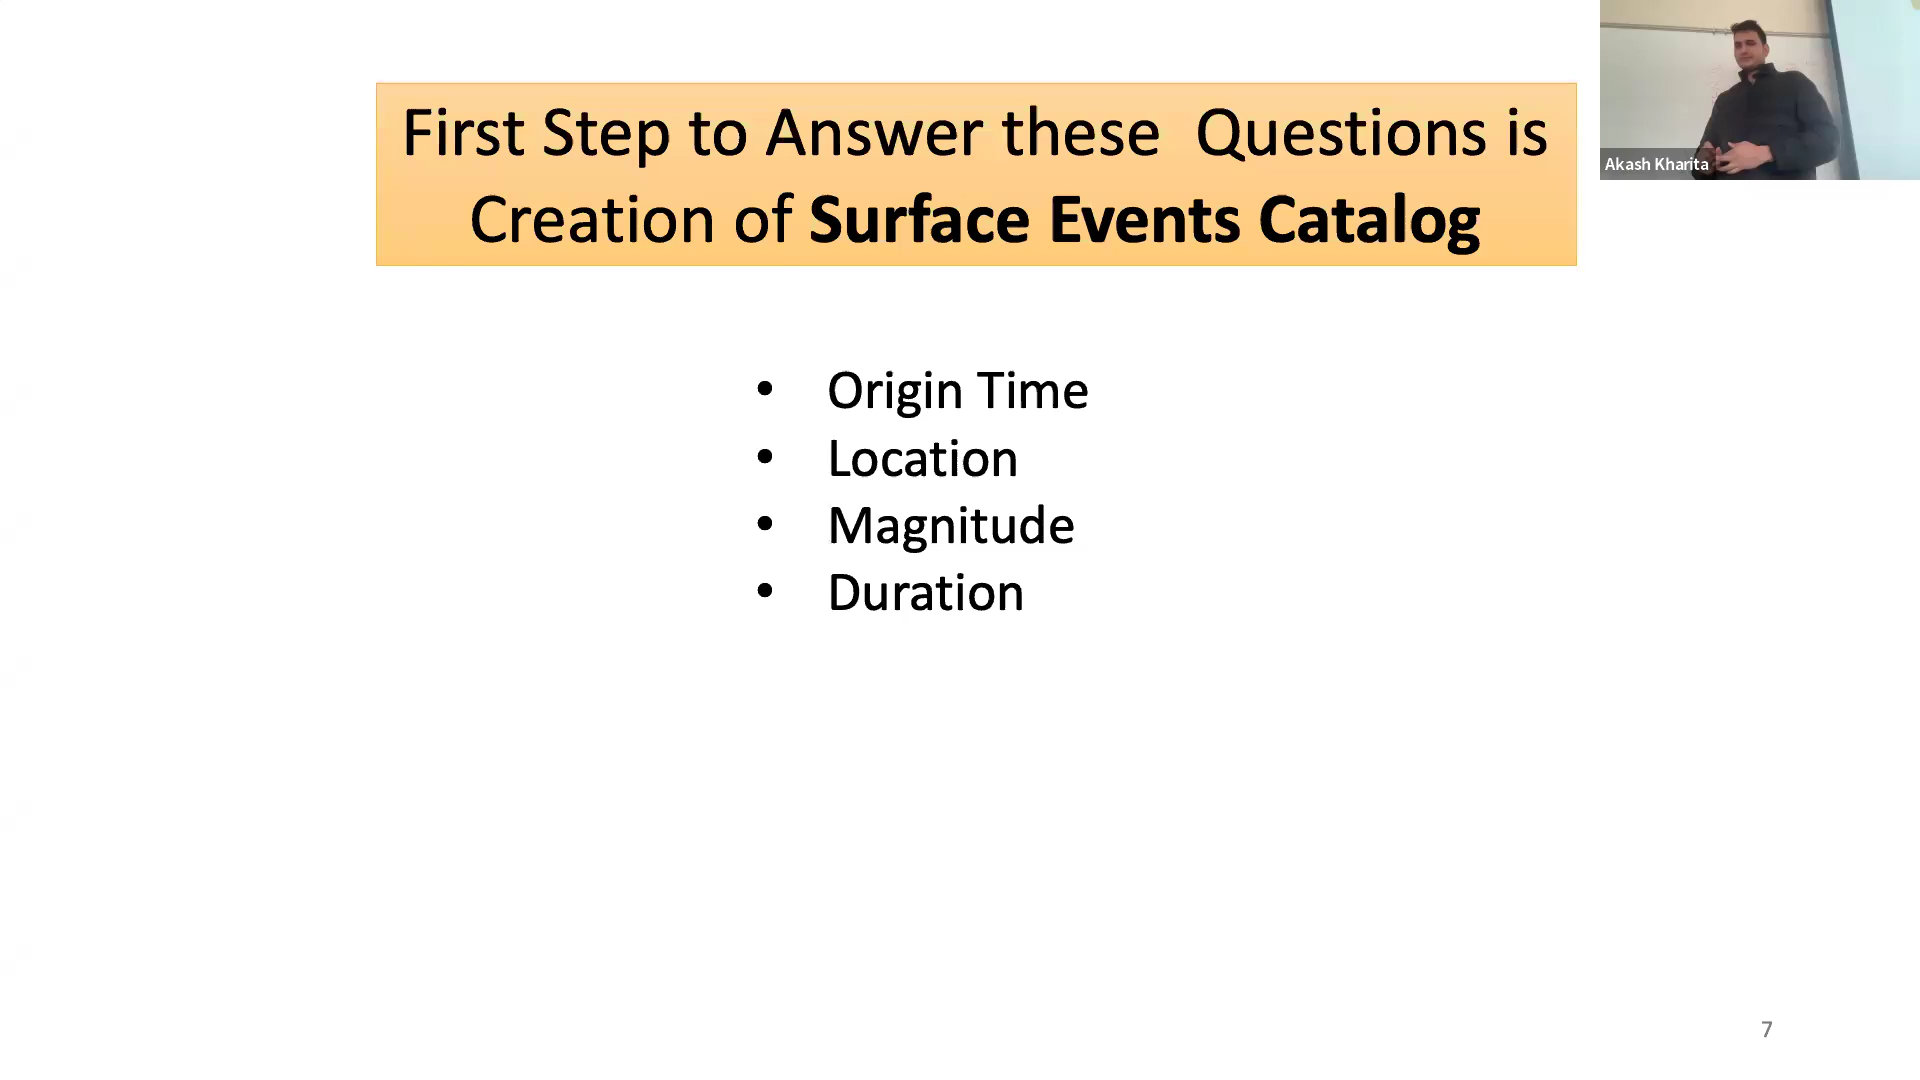 First Step to Answer these  Questions is
Creation of Surface Events Catalog
Akash Kharita
• Origin Time
• Location
• Magnitude
• Duration
7